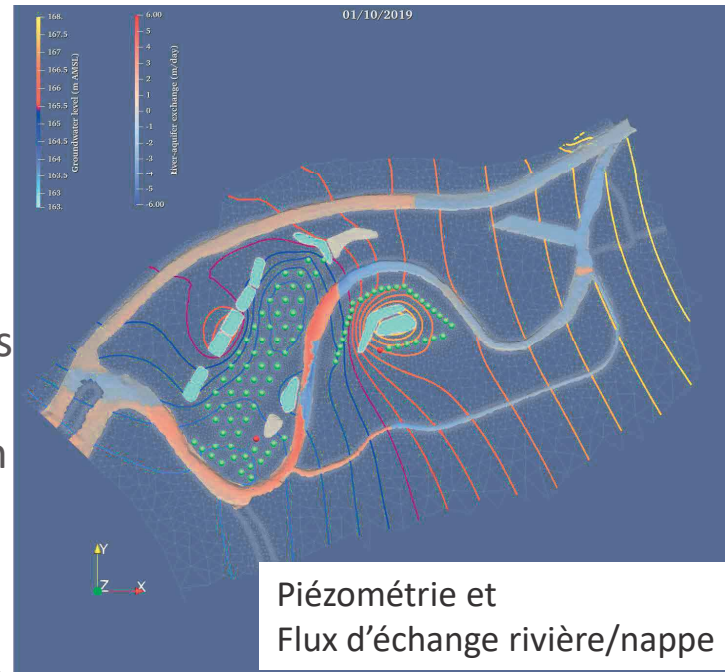 01/10/2019
168.
167.5
167
166.5
166
165.5
165
164.5
164
163.5
163.
Groundwater level (m AMSL)
6.00
5
4
3
2
1
0
-1
-2
-3
-4
-5
-6.00
River-aquifer exchange (m/day)
s
n
Y
Z
X
Piézométrie et
Flux d’échange rivière/nappe